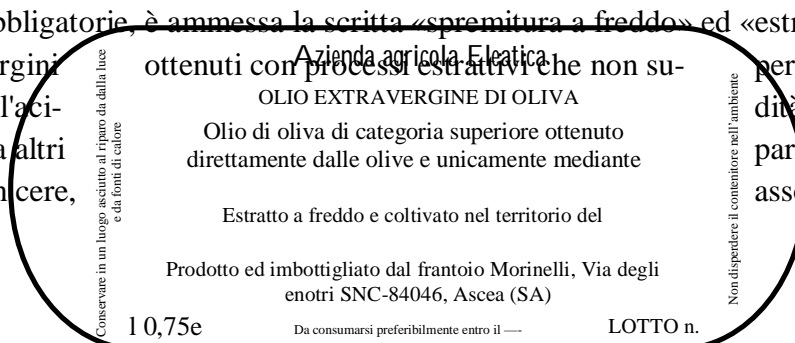 bbligatorie, è ammessa la scritta «spremitura a freddo» ed «estr
Azienda agricola Eleatica
rgini ottenuti con processi estrattivi che non su- per
OLIO EXTRAVERGINE DI OLIVA
l'aci- dità
Olio di oliva di categoria superiore ottenuto
a altri direttamente dalle olive e unicamente mediante par
cere, asse
Estratto a freddo e coltivato nel territorio del
Prodotto ed imbottigliato dal frantoio Morinelli, Via degli
enotri SNC-84046, Ascea (SA)
l 0,75e Da consumarsi preferibilmente entro il —- LOTTO n.
Conservare in un luogo asciutto al riparo da dalla luce
e da fonti di calore
Non disperdere il contenitore nell'ambiente